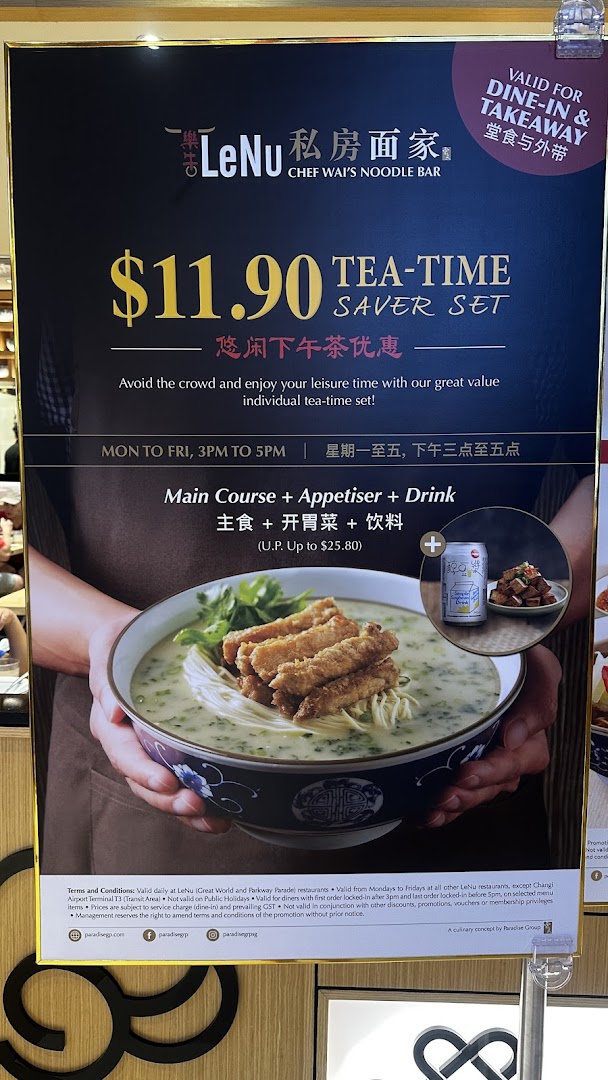 VALID FOR
DINE-IN &
TAKEAWAY
堂食与外带
樂牛
LeNu 私房面家
CHEF WAI'S NOODLE BAR
$11.90 TEA-TIME
SAVER SET
悠闲下午茶优惠
Avoid the crowd and enjoy your leisure time with our great value
individual tea-time set!
MON TO FRI, 3PM TO 5PM | 星期一至五, 下午三点至五点
Main Course + Appetiser + Drink
主食 + 开胃菜 + 饮料
(U.P. Up to $25.80)
+
Terms and Conditions: Valid daily at LeNu (Great World and Parkway Parade) restaurants • Valid from Mondays to Fridays at all other LeNu restaurants, except Changi
Airport Terminal T3 (Transit Area) • Not valid on Public Holidays • Valid for diners with first order locked-in after 3pm and last order locked-in before 5pm, on selected menu
items • Prices are subject to service charge (dine-in) and prevailing GST • Not valid in conjunction with other discounts, promotions, vouchers or membership privileges
• Management reserves the right to amend terms and conditions of the promotion without prior notice.
paradisegp.com paradisegrp paradisegrpsg
A culinary concept by Paradise Group